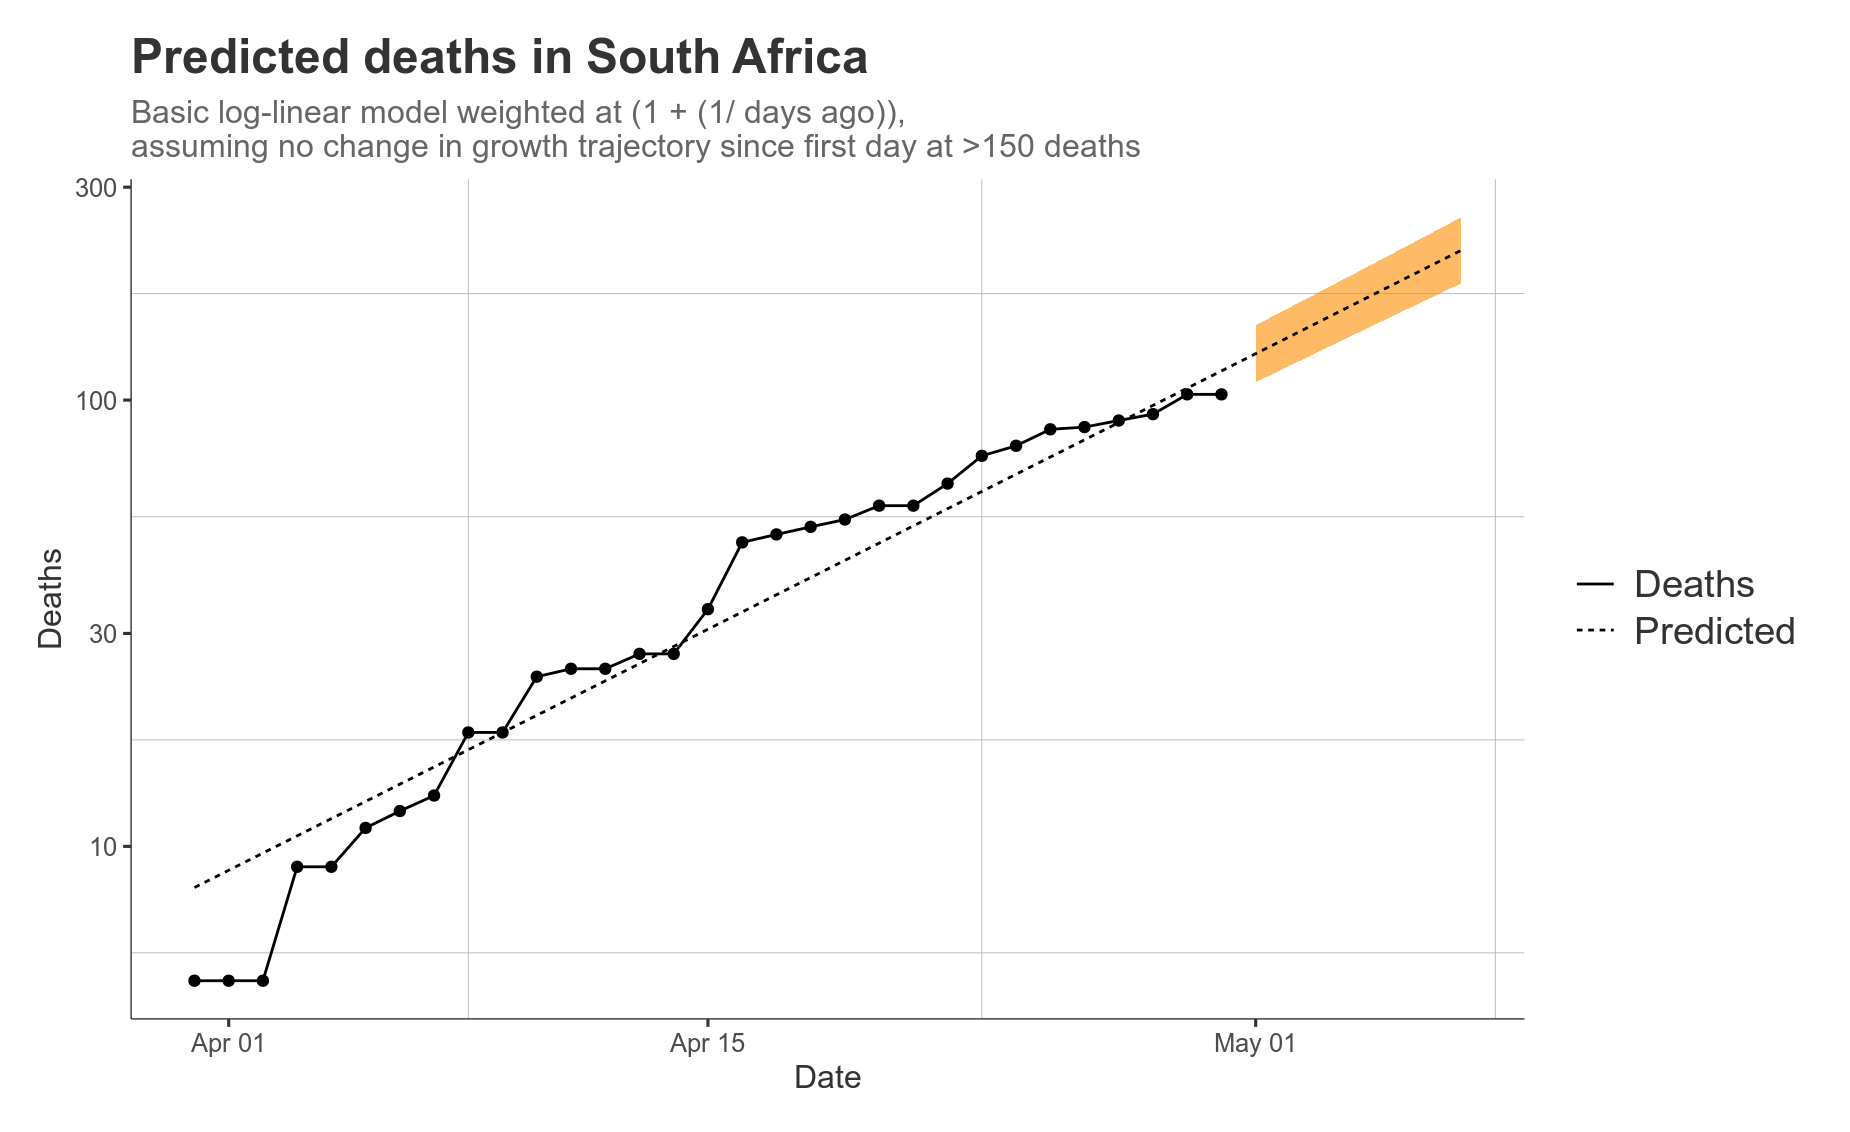 Predicted deaths in South Africa
Basic log-linear model weighted at (1 + (1/ days ago)),
assuming no change in growth trajectory since first day at >150 deaths
300
100
30
10
Deaths
Apr 01
Apr 15
May 01
Date
Deaths
Predicted